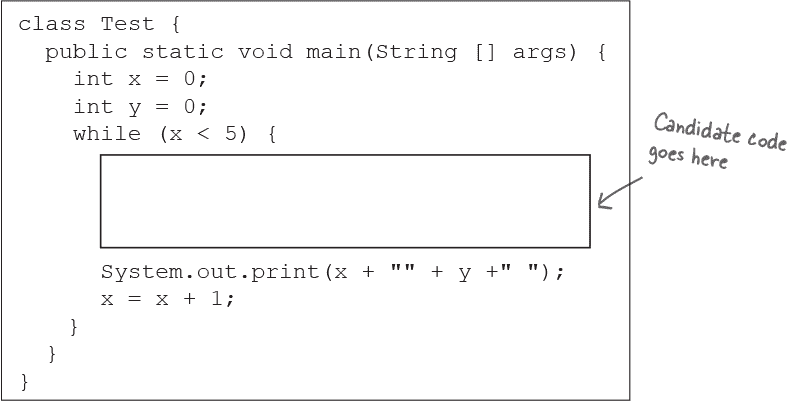 class Test {
public static void main(String [] args) {
int x = 0;
int y = 0;
while (x < 5) {
Candidate code
goes here
System.out.print(x + "" + y +" ");
x = x + 1;
}
}
}